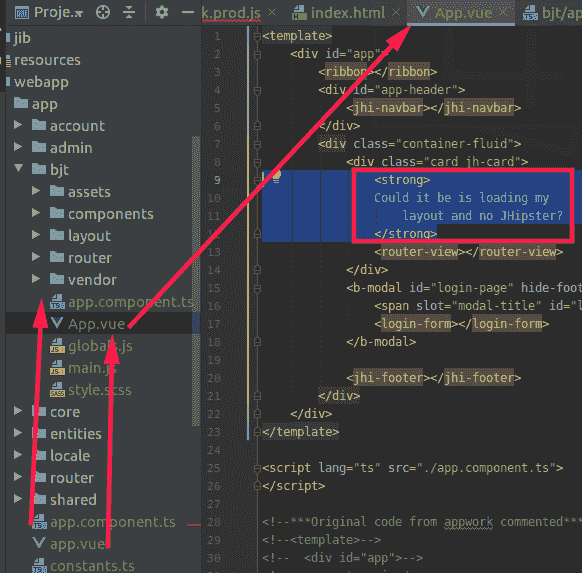 Proje..
k.prod.js
index.html
App.vue
bjt/ap
jib
resources
webapp
app
account
admin
bjt
assets
components
layout
router
vendor
app.component.ts
App.vue
globals.js
main.js
style.scss
core
entities
locale
router
shared
app.component.ts
app.vue
constants.ts
1 <template>
2 <div id="app">
3 <ribbon></ribbon>
4 <div id="app-header">
5 <jhi-navbar></jhi-navbar>
6 </div>
7 <div class="container-fluid">
8 <div class="card jh-card">
9 <strong>
10 Could it be is loading my
11 layout and no JHipster?
12 </strong>
13 <router-view></router-view>
14 </div>
15 <b-modal id="login-page" hide-foot
16 <span slot="modal-title" id="l
17 <login-form></login-form>
18 </b-modal>
19
20 <jhi-footer></jhi-footer>
21 </div>
22 </div>
23 </template>
24
25 <script lang="ts" src="./app.component.ts">
26 </script>
27
28 <!--***Original code from appwork commented***
29 <!--<template>-->
30 <!-- <div id="app">-->